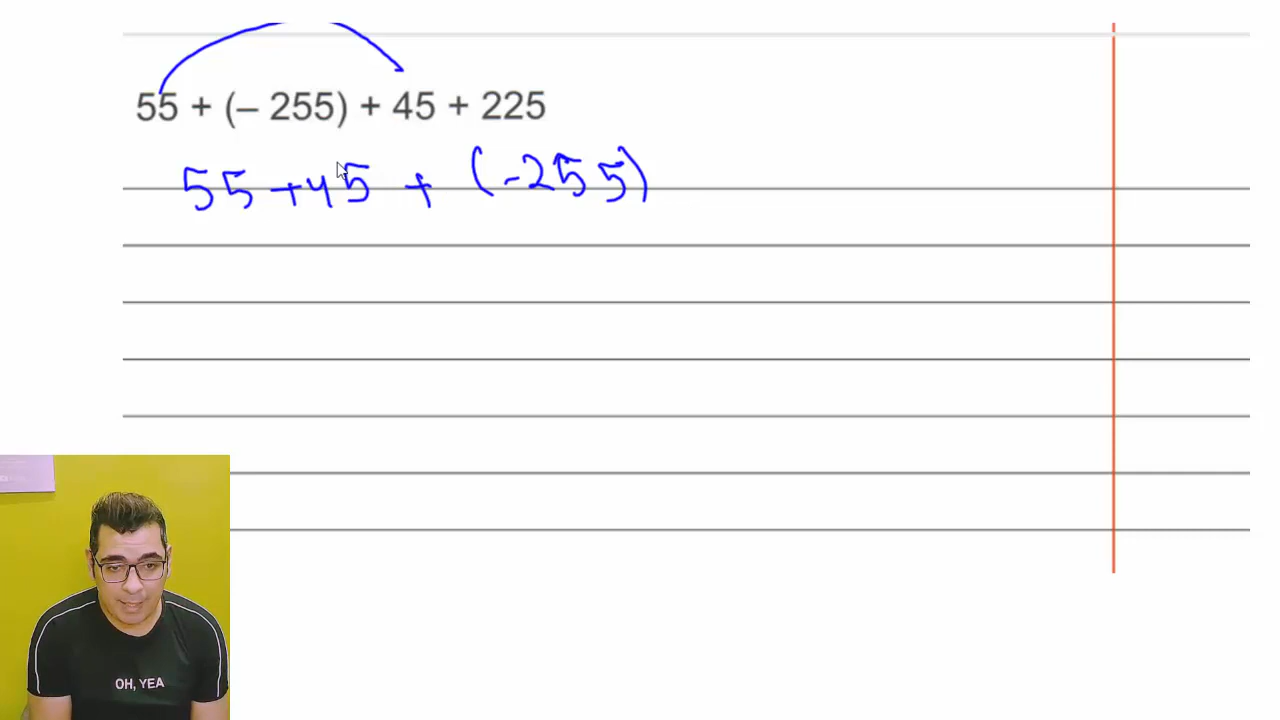 55 + (– 255) + 45 + 225
55 + 45 + (-255)
OH, YEA